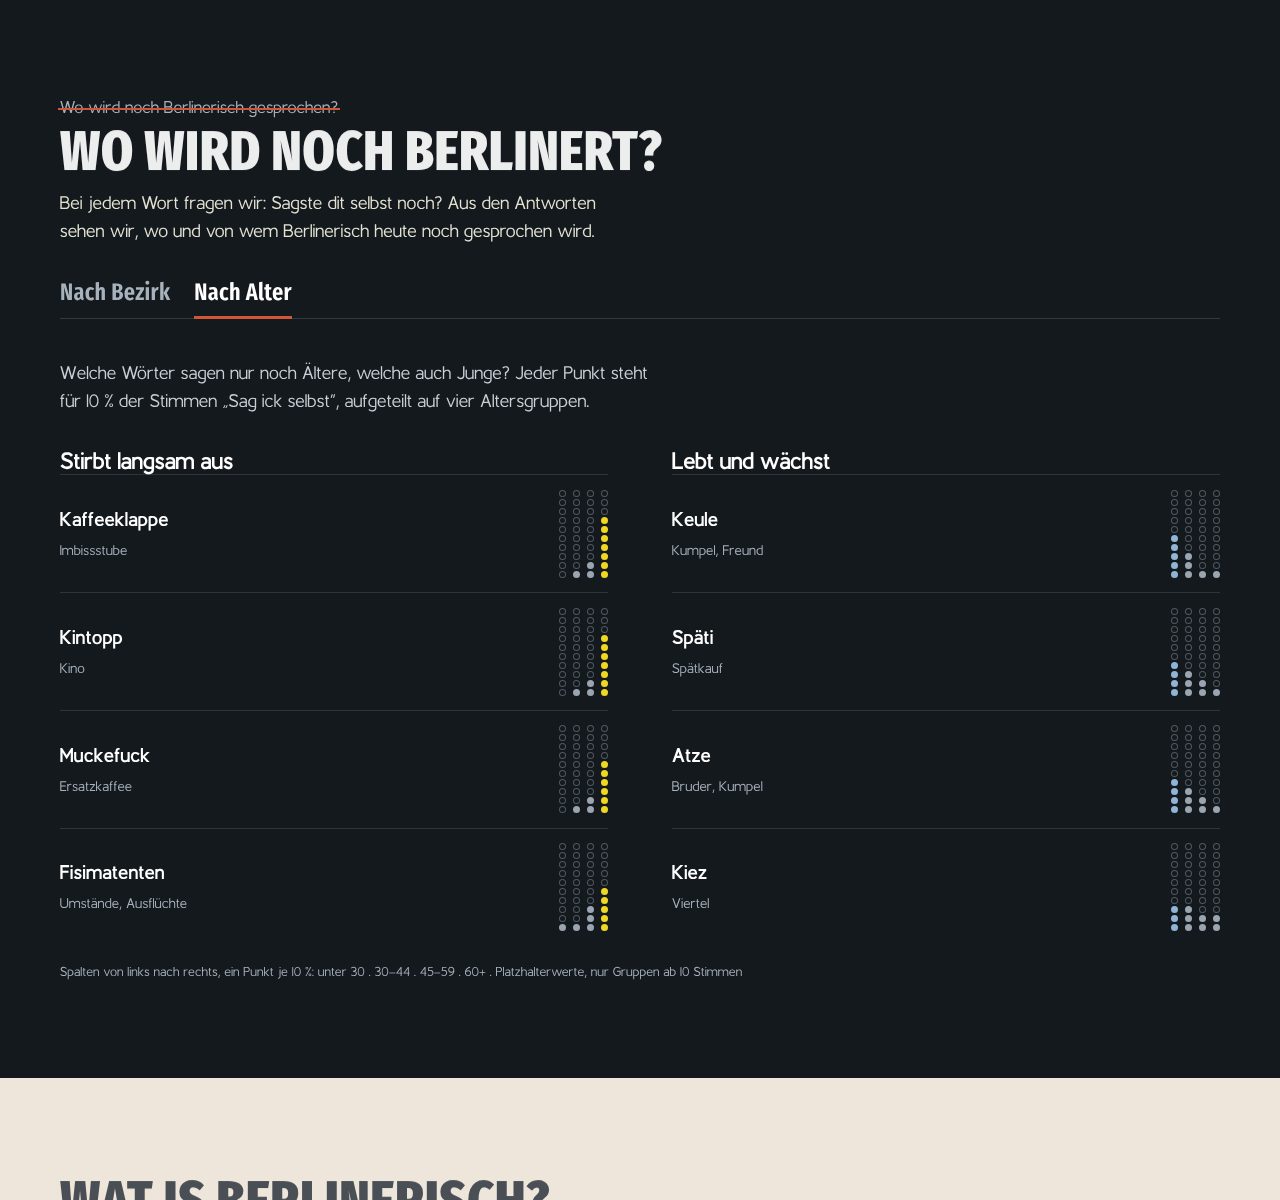 Wo wird noch Berlinerisch gesprochen?
WO WIRD NOCH BERLINERT?
Bei jedem Wort fragen wir: Sagste dit selbst noch? Aus den Antworten
sehen wir, wo und von wem Berlinerisch heute noch gesprochen wird.
Nach Bezirk Nach Alter
Welche Wörter sagen nur noch Ältere, welche auch Junge? Jeder Punkt steht
für 10 % der Stimmen „Sag ick selbst“, aufgeteilt auf vier Altersgruppen.
Stirbt langsam aus
Kaffeeklappe
Imbissstube
Kintopp
Kino
Muckefuck
Ersatzkaffee
Fisimatenten
Umstände, Ausflüchte
Lebt und wächst
Keule
Kumpel, Freund
Späti
Spätkauf
Atze
Bruder, Kumpel
Kiez
Viertel
Spalten von links nach rechts, ein Punkt je 10 %: unter 30 . 30–44 . 45–59 . 60+ . Platzhalterwerte, nur Gruppen ab 10 Stimmen
WAT IS BERLINERISCH?